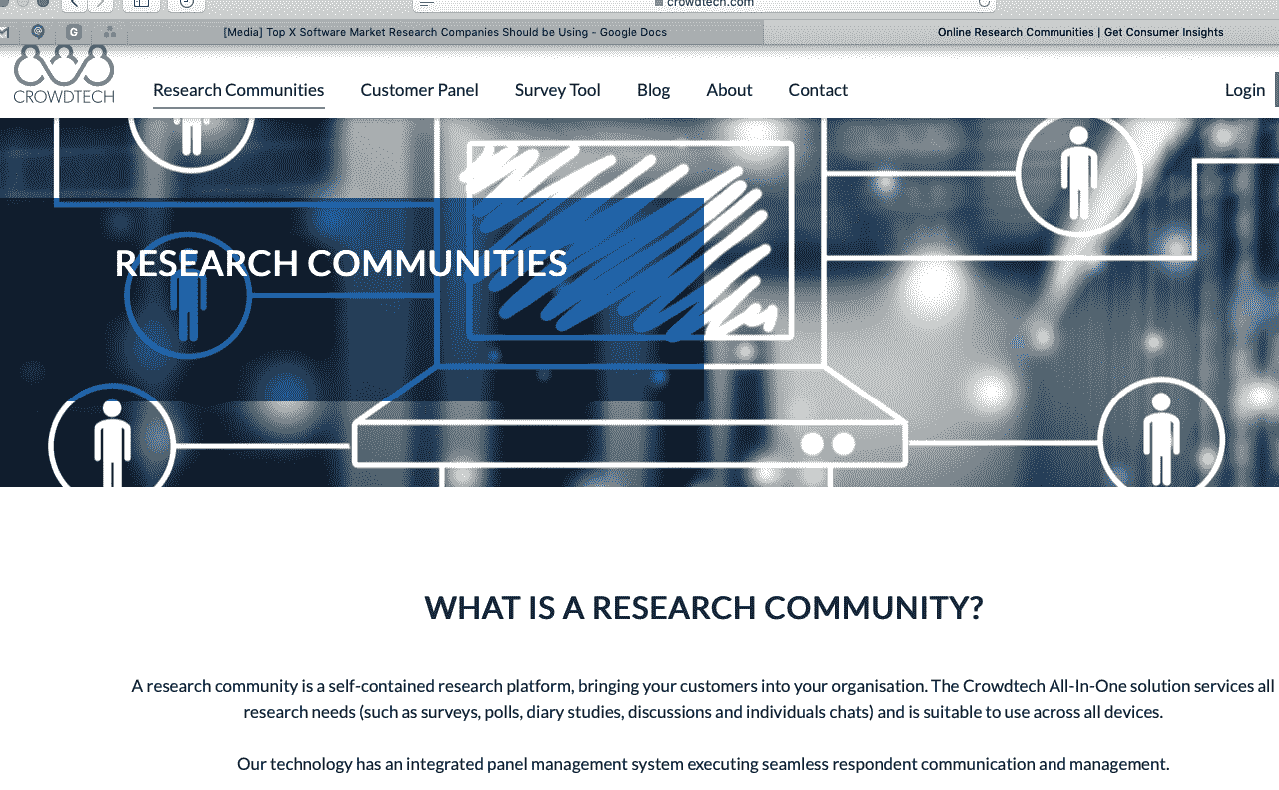 crowdtech.com
[Media] Top X Software Market Research Companies Should be Using - Google Docs
Online Research Communities | Get Consumer Insights
G
CROWDTECH
Research Communities
Customer Panel
Survey Tool
Blog
About
Contact
Login
RESEARCH COMMUNITIES
WHAT IS A RESEARCH COMMUNITY?
A research community is a self-contained research platform, bringing your customers into your organisation. The Crowdtech All-In-One solution services all
research needs (such as surveys, polls, diary studies, discussions and individuals chats) and is suitable to use across all devices.
Our technology has an integrated panel management system executing seamless respondent communication and management.